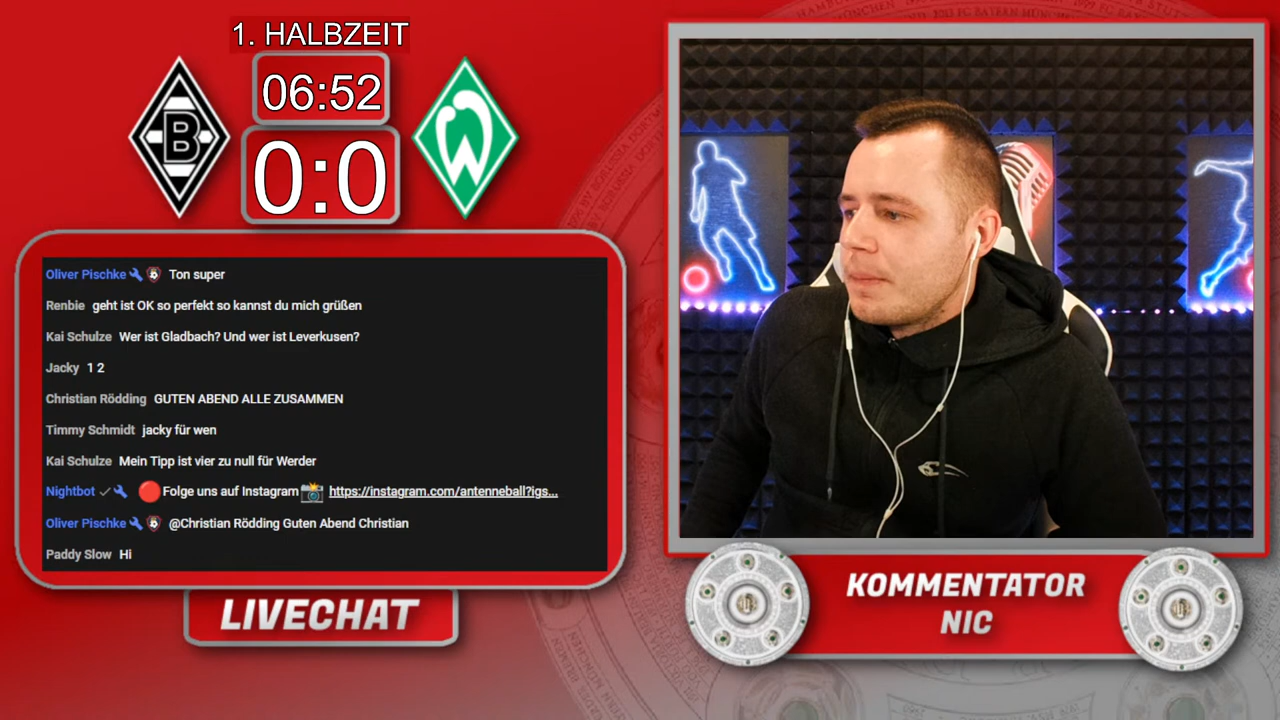 1. HALBZEIT
06:52
0:0
B
W
Oliver Pischke Ton super
Renbie geht ist OK so perfekt so kannst du mich grüßen
Kai Schulze Wer ist Gladbach? Und wer ist Leverkusen?
Jacky 1 2
Christian Rödding GUTEN ABEND ALLE ZUSAMMEN
Timmy Schmidt jacky für wen
Kai Schulze Mein Tipp ist vier zu null für Werder
Nightbot Folge uns auf Instagram https://instagram.com/antenneball?igs...
Oliver Pischke @Christian Rödding Guten Abend Christian
Paddy Slow Hi
LIVECHAT
KOMMENTATOR
NIC